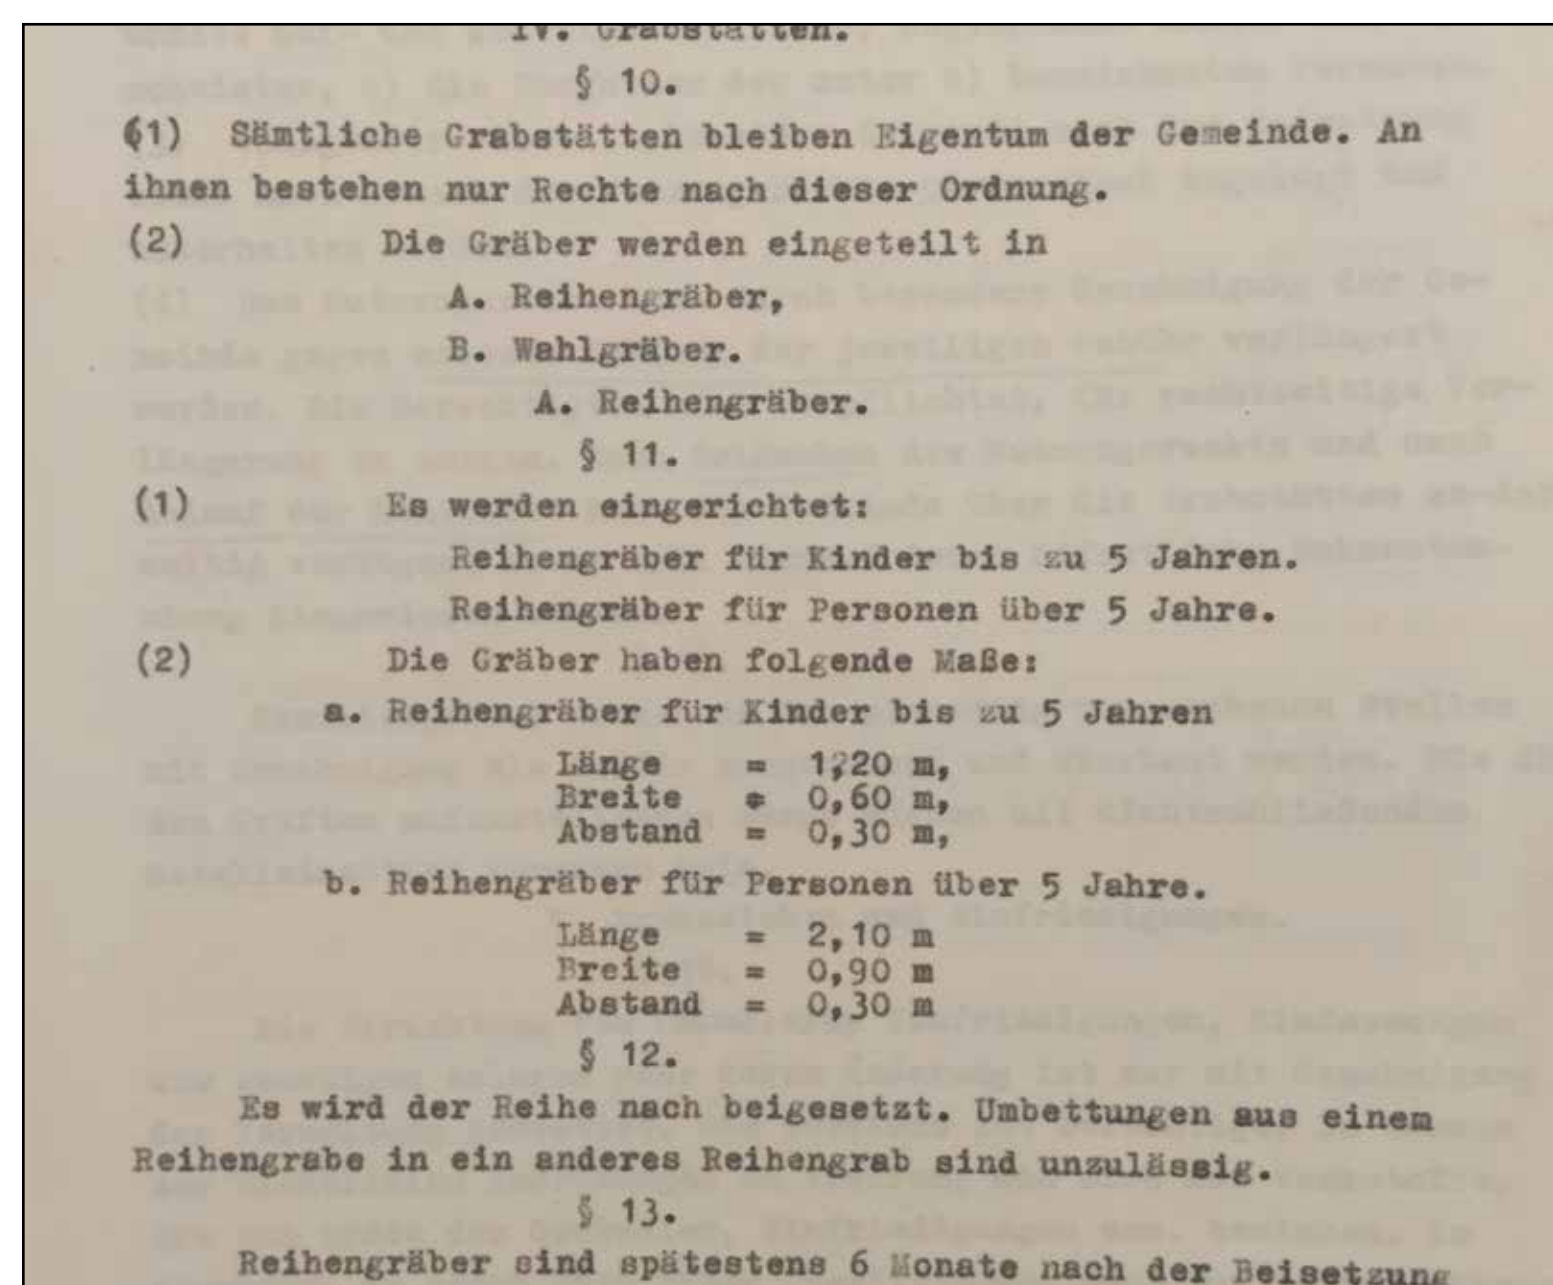 IV. Grabstätten.
§ 10.
(1) Sämtliche Grabstätten bleiben Eigentum der Gemeinde. An
ihnen bestehen nur Rechte nach dieser Ordnung.
(2) Die Gräber werden eingeteilt in
A. Reihengräber,
B. Wahlgräber.
A. Reihengräber.
§ 11.
(1) Es werden eingerichtet:
Reihengräber für Kinder bis zu 5 Jahren.
Reihengräber für Personen über 5 Jahre.
(2) Die Gräber haben folgende Maße:
a. Reihengräber für Kinder bis zu 5 Jahren
Länge = 1,20 m,
Breite = 0,60 m,
Abstand = 0,30 m,
b. Reihengräber für Personen über 5 Jahre.
Länge = 2,10 m
Breite = 0,90 m
Abstand = 0,30 m
§ 12.
Es wird der Reihe nach beigesetzt. Umbettungen aus einem
Reihengrabe in ein anderes Reihengrab sind unzulässig.
§ 13.
Reihengräber sind spätestens 6 Monate nach der Beisetzung